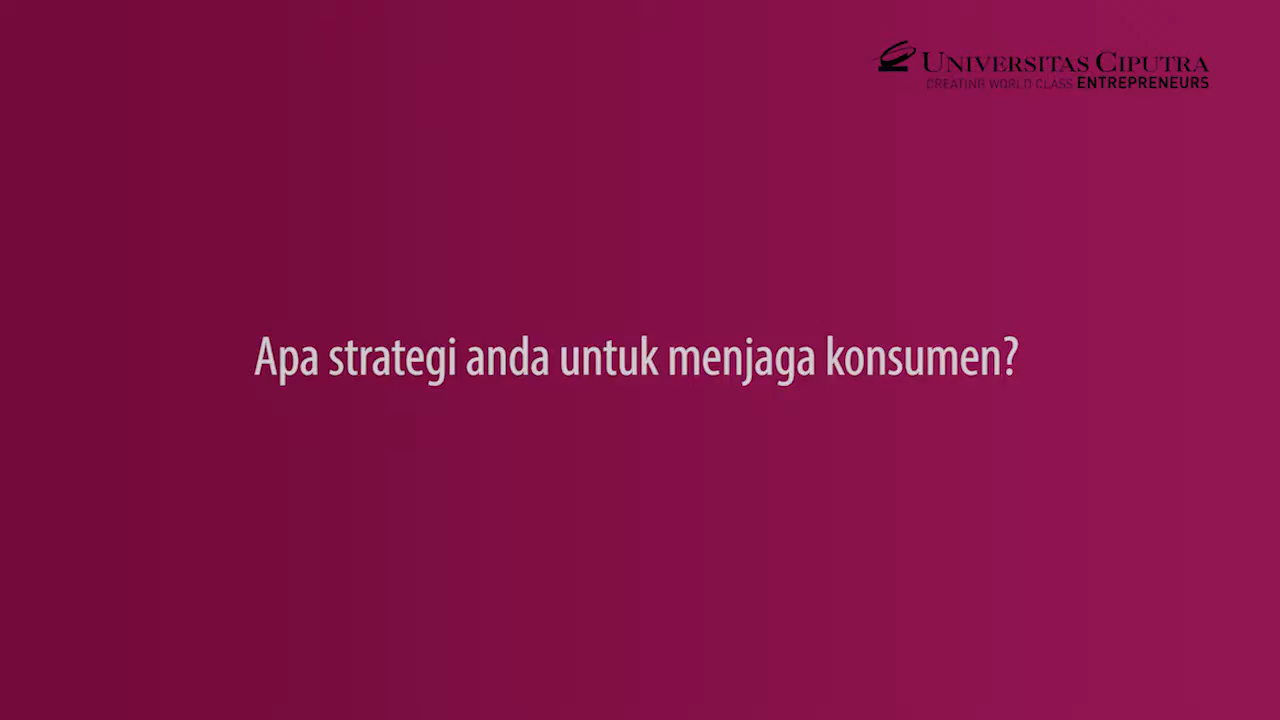 UNIVERSITAS CIPUTRA
CREATING WORLD CLASS ENTREPRENEURS
Apa strategi anda untuk menjaga konsumen?